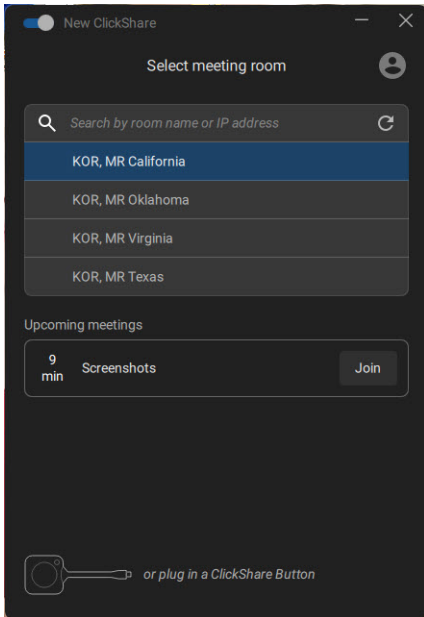 New ClickShare
Select meeting room
Search by room name or IP address
KOR, MR California
KOR, MR Oklahoma
KOR, MR Virginia
KOR, MR Texas
Upcoming meetings
9
min
Screenshots
Join
or plug in a ClickShare Button